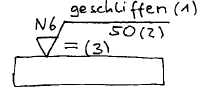 geschliffen (1)
N6 50 (2)
= (3)